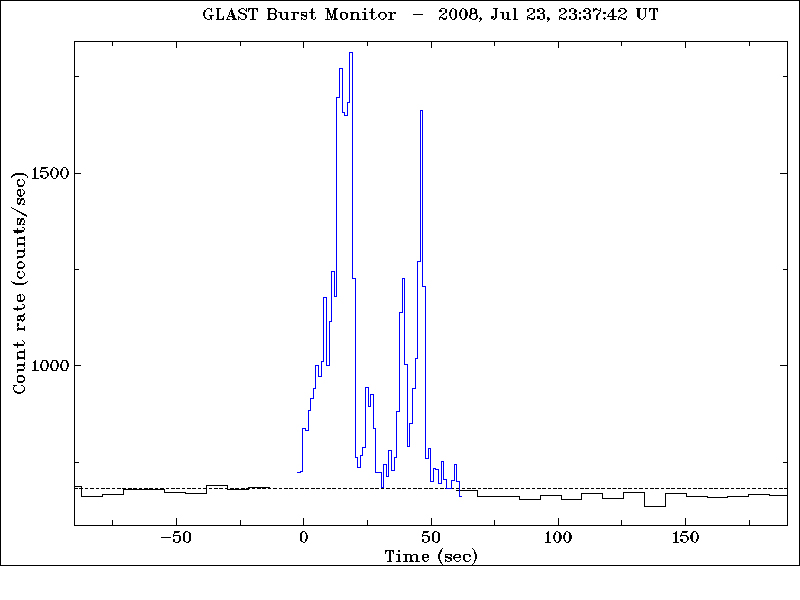 GLAST Burst Monitor - 2008, Jul 23, 23:37:42 UT
Count rate (counts/sec)
1500
1000
-50 0 50 100 150
Time (sec)